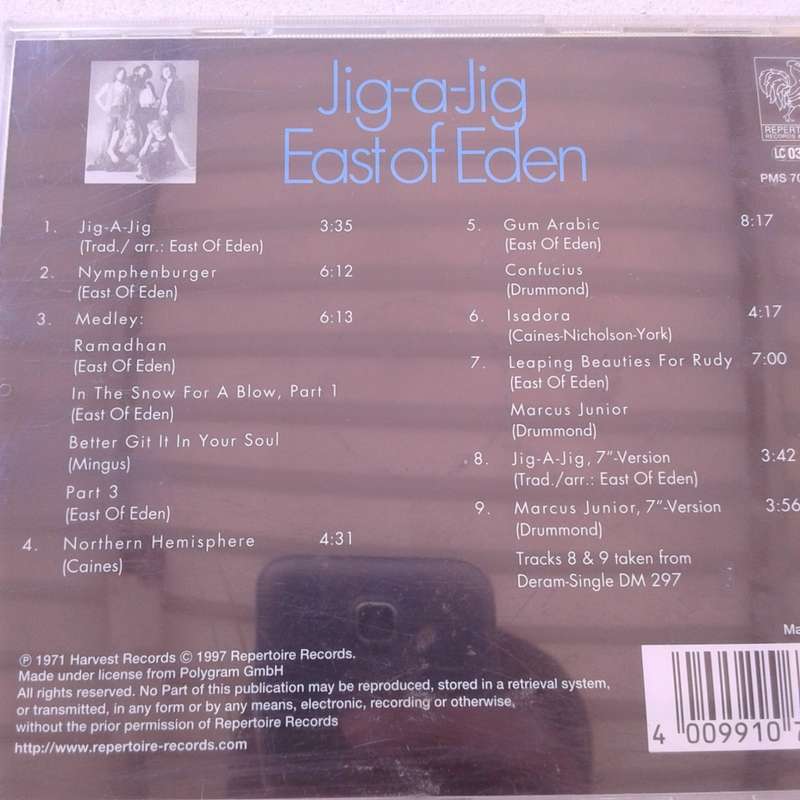 Jig-a-Jig
East of Eden
REPERTOIRE
RECORDS
LC 03
PMS 70
1. Jig-A-Jig 3:35
(Trad./ arr.: East Of Eden)
2. Nymphenburger 6:12
(East Of Eden)
3. Medley: 6:13
Ramadhan
(East Of Eden)
In The Snow For A Blow, Part 1
(East Of Eden)
Better Git It In Your Soul
(Mingus)
Part 3
(East Of Eden)
4. Northern Hemisphere 4:31
(Caines)
5. Gum Arabic 8:17
(East Of Eden)
Confucius
(Drummond)
6. Isadora 4:17
(Caines-Nicholson-York)
7. Leaping Beauties For Rudy 7:00
(East Of Eden)
Marcus Junior
(Drummond)
8. Jig-A-Jig, 7"-Version 3:42
(Trad./arr.: East Of Eden)
9. Marcus Junior, 7"-Version 3:56
(Drummond)
Tracks 8 & 9 taken from
Deram-Single DM 297
℗ 1971 Harvest Records © 1997 Repertoire Records.
Made under license from Polygram GmbH
All rights reserved. No Part of this publication may be reproduced, stored in a retrieval system,
or transmitted, in any form or by any means, electronic, recording or otherwise,
without the prior permission of Repertoire Records
http://www.repertoire-records.com
Ma
4 009910 7